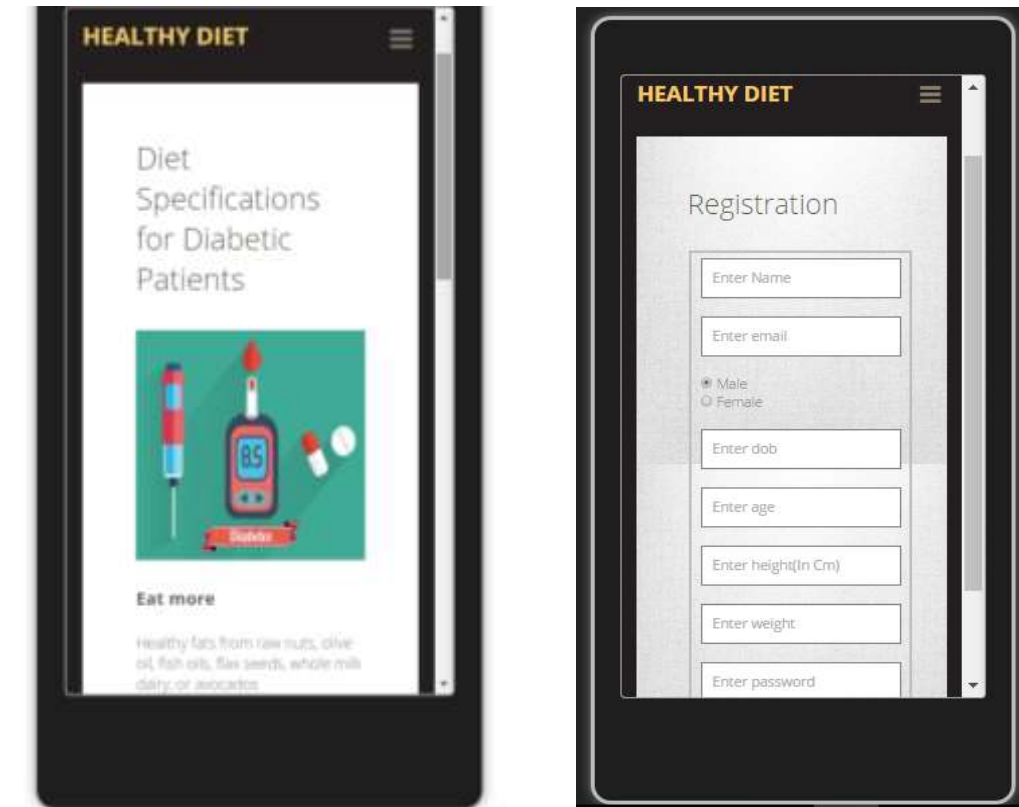 HEALTHY DIET
Diet
Specifications
for Diabetic
Patients
8.5
Diabetes
Eat more
Healthy fats from raw nuts, olive
oil, fish oils, flax seeds, whole milk
dairy, or avocados
HEALTHY DIET
Registration
Enter Name
Enter email
Male
Female
Enter dob
Enter age
Enter height(In Cm)
Enter weight
Enter password